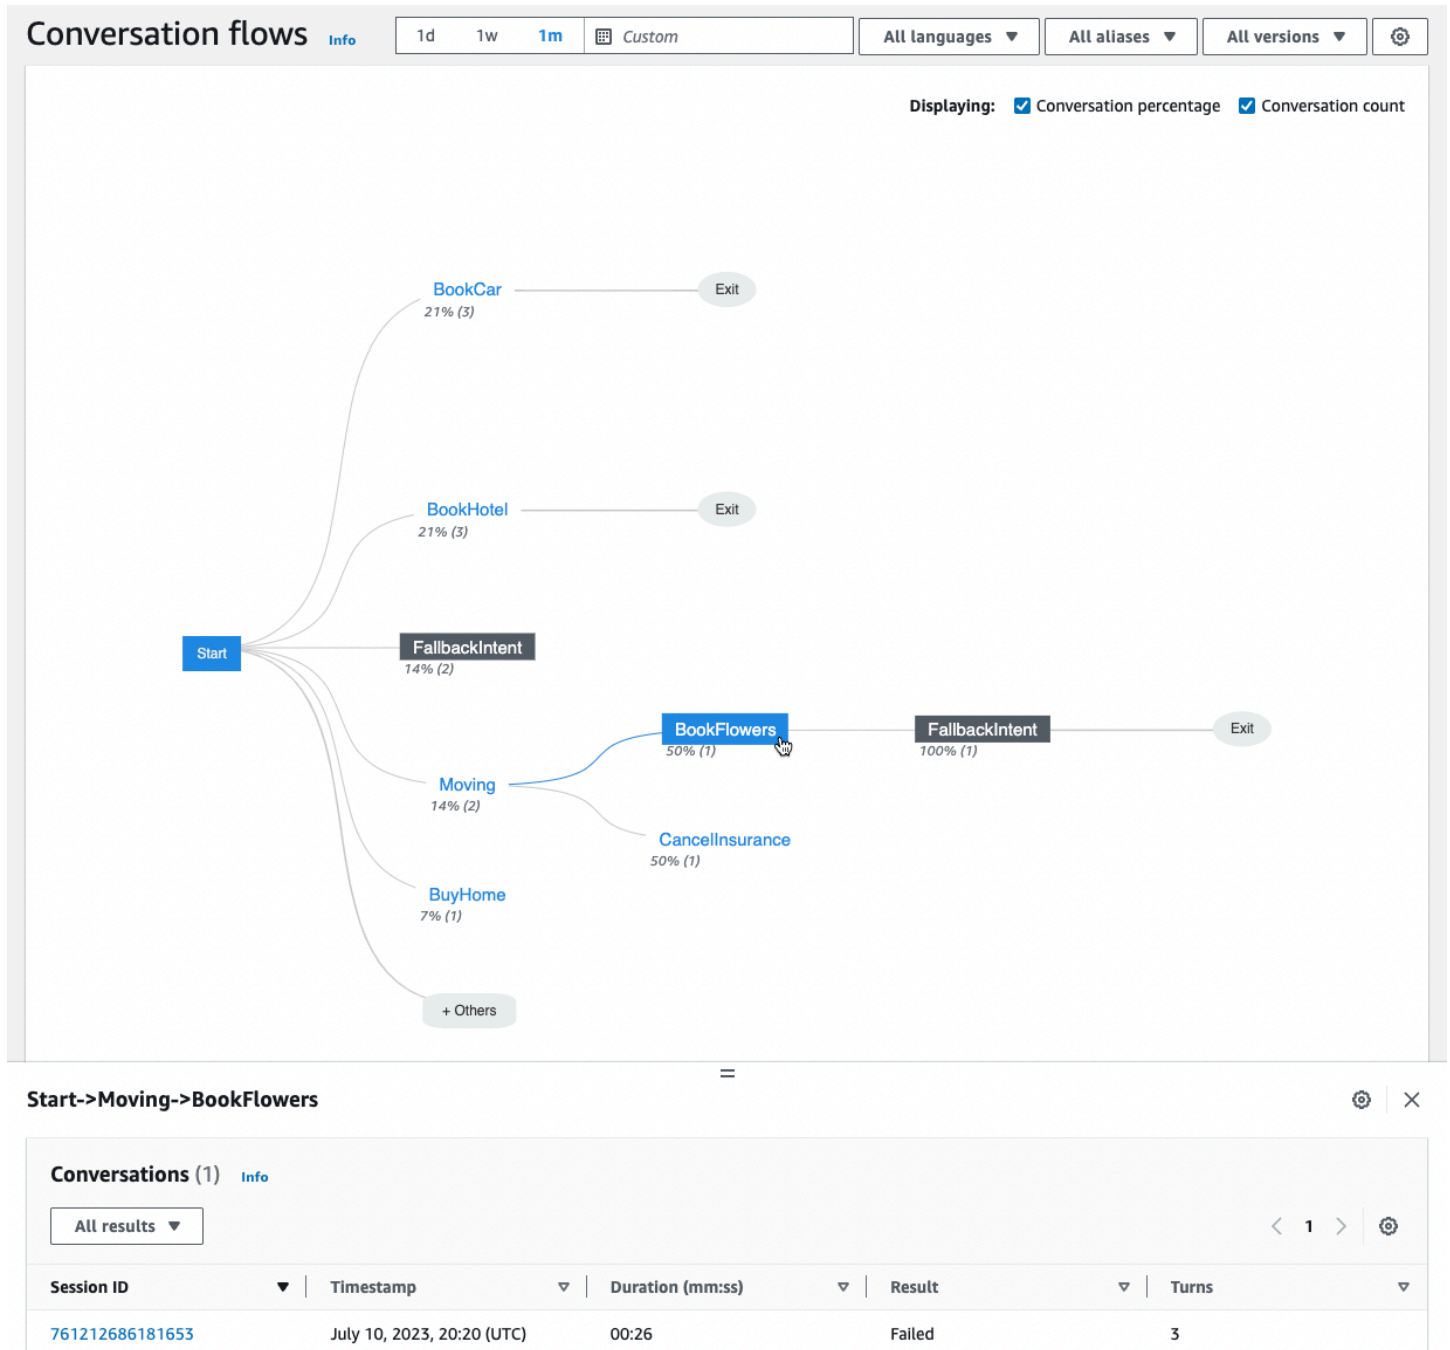 Conversation flows Info 1d 1w 1m Custom All languages All aliases All versions
Displaying: Conversation percentage Conversation count
BookCar Exit
21% (3)
BookHotel Exit
21% (3)
Start
FallbackIntent
14% (2)
BookFlowers FallbackIntent Exit
50% (1) 100% (1)
Moving
14% (2)
CancelInsurance
50% (1)
BuyHome
7% (1)
+ Others
Start->Moving->BookFlowers
Conversations (1) Info
All results 1
Session ID Timestamp Duration (mm:ss) Result Turns
761212686181653 July 10, 2023, 20:20 (UTC) 00:26 Failed 3